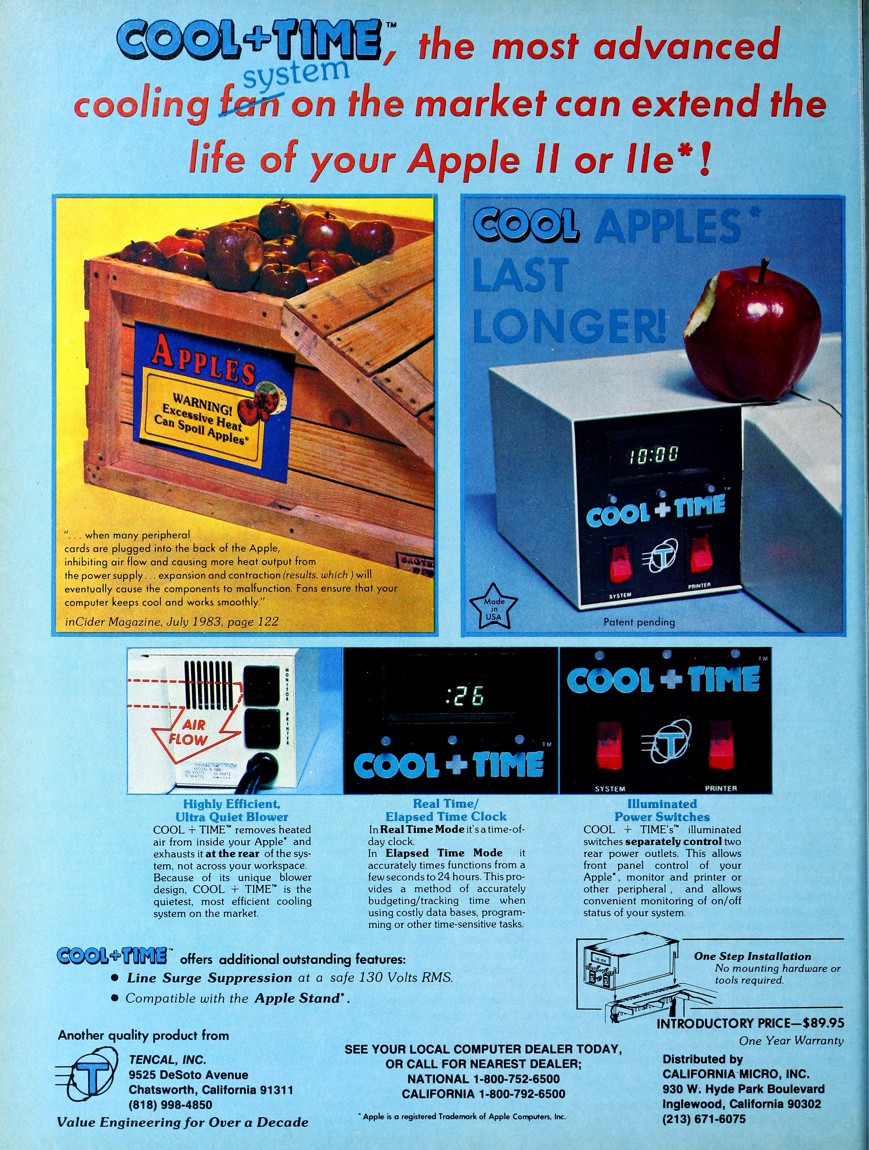 COOL+TIME™, the most advanced
system
cooling fan on the market can extend the
life of your Apple II or IIe*!
APPLES
WARNING!
Excessive Heat
Can Spoil Apples*
". . . when many peripheral
cards are plugged into the back of the Apple,
inhibiting air flow and causing more heat output from
the power supply . . . expansion and contraction (results, which ) will
eventually cause the components to malfunction. Fans ensure that your
computer keeps cool and works smoothly."
inCider Magazine, July 1983, page 122
COOL APPLES*
LAST
LONGER!
10:00
COOL + TIME™
SYSTEM
PRINTER
Made
in
USA
Patent pending
MONITOR
PRINTER
AIR
FLOW
:26
COOL + TIME™
COOL + TIME™
SYSTEM
PRINTER
Highly Efficient,
Ultra Quiet Blower
COOL + TIME™ removes heated
air from inside your Apple* and
exhausts it at the rear of the sys-
tem, not across your workspace.
Because of its unique blower
design, COOL + TIME™ is the
quietest, most efficient cooling
system on the market.
Real Time/
Elapsed Time Clock
In Real Time Mode it's a time-of-
day clock.
In Elapsed Time Mode it
accurately times functions from a
few seconds to 24 hours. This pro-
vides a method of accurately
budgeting/tracking time when
using costly data bases, program-
ming or other time-sensitive tasks.
Illuminated
Power Switches
COOL + TIME's™ illuminated
switches separately control two
rear power outlets. This allows
front panel control of your
Apple*, monitor and printer or
other peripheral , and allows
convenient monitoring of on/off
status of your system.
COOL+TIME™ offers additional outstanding features:
● Line Surge Suppression at a safe 130 Volts RMS.
● Compatible with the Apple Stand*.
One Step Installation
No mounting hardware or
tools required.
INTRODUCTORY PRICE—$89.95
One Year Warranty
Another quality product from
T
TENCAL, INC.
9525 DeSoto Avenue
Chatsworth, California 91311
(818) 998-4850
Value Engineering for Over a Decade
SEE YOUR LOCAL COMPUTER DEALER TODAY,
OR CALL FOR NEAREST DEALER;
NATIONAL 1-800-752-6500
CALIFORNIA 1-800-792-6500
* Apple is a registered Trademark of Apple Computers, Inc.
Distributed by
CALIFORNIA MICRO, INC.
930 W. Hyde Park Boulevard
Inglewood, California 90302
(213) 671-6075